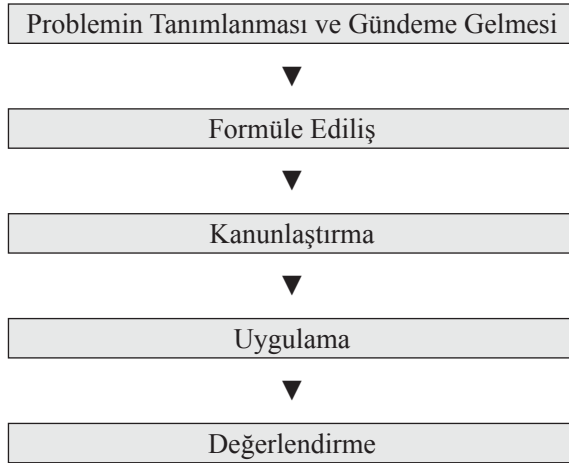 Problemin Tanımlanması ve Gündeme Gelmesi
Formüle Ediliş
Kanunlaştırma
Uygulama
Değerlendirme